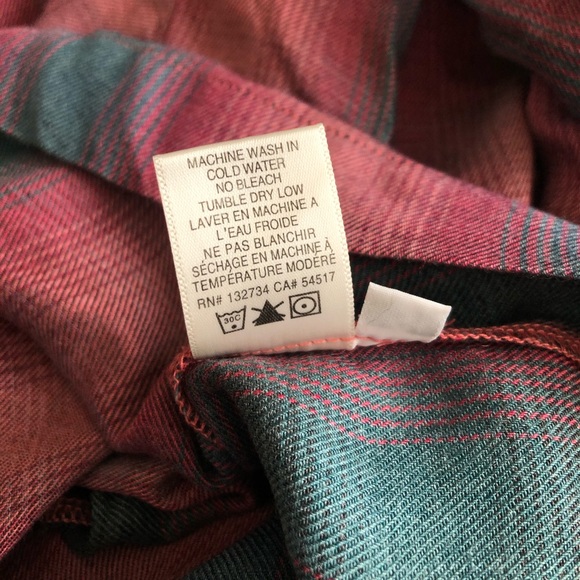 MACHINE WASH IN
COLD WATER
NO BLEACH
TUMBLE DRY LOW
LAVER EN MACHINE A
L'EAU FROIDE
NE PAS BLANCHIR
SÉCHAGE EN MACHINE À
TEMPÉRATURE MODÉRÉ
RN# 132734 CA# 54517
30C